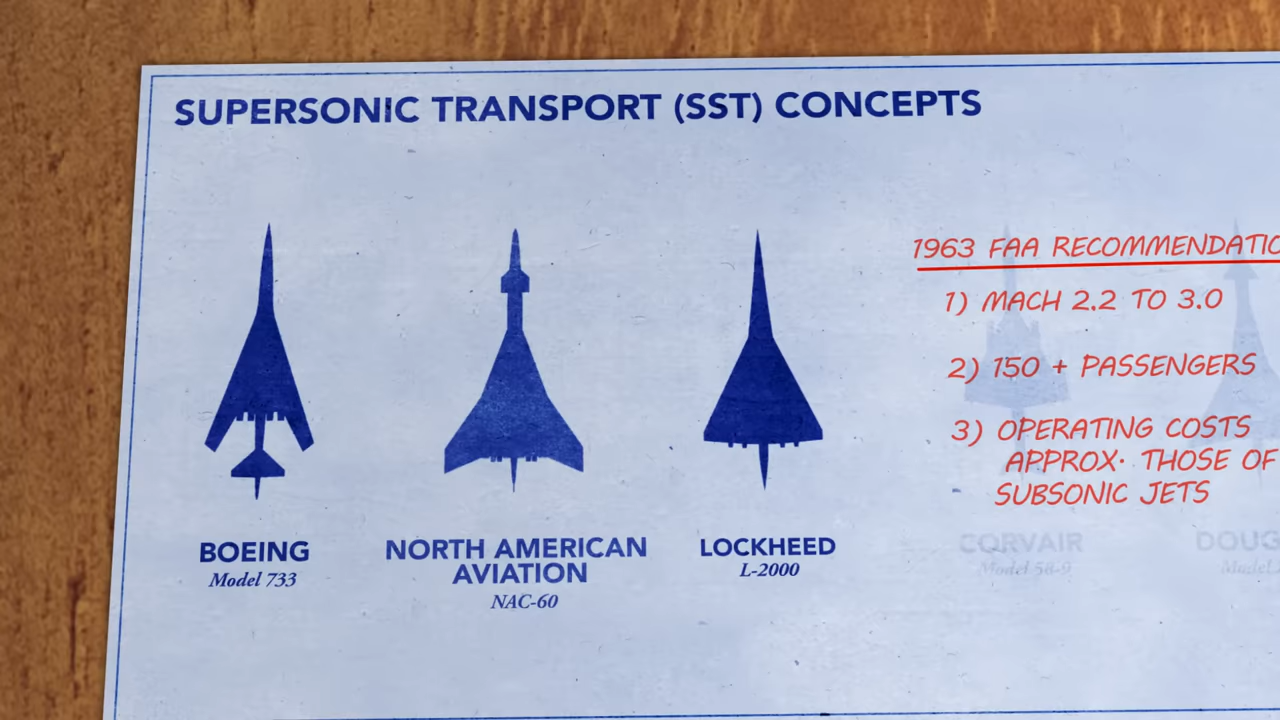 SUPERSONIC TRANSPORT (SST) CONCEPTS
1963 FAA
1) MACH 2.2 TO 3.0
2) 150 + PASSENGERS
3) OPERATING COSTS
APPROX. THOSE OF
SUBSONIC JETS
BOEING
Model 733
NORTH AMERICAN
AVIATION
NAC-60
LOCKHEED
L-2000
CORVAIR
Model 58-9
Model